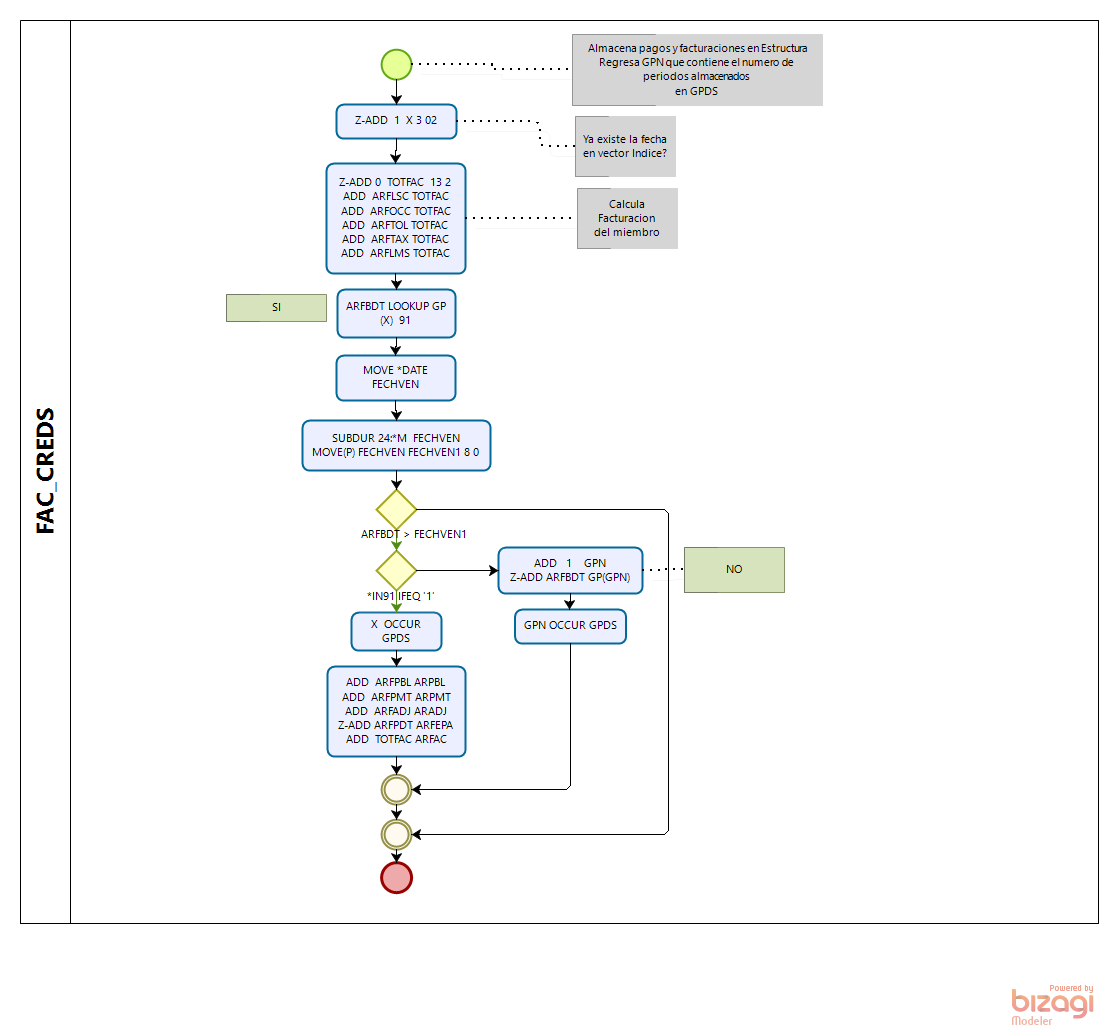 FAC_CREDS
Almacena pagos y facturaciones en Estructura
Regresa GPN que contiene el numero de
periodos almacenados
en GPDS
Z-ADD 1 X 3 02
Ya existe la fecha
en vector Indice?
Z-ADD 0 TOTFAC 13 2
ADD ARFLSC TOTFAC
ADD ARFOCC TOTFAC
ADD ARFTOL TOTFAC
ADD ARFTAX TOTFAC
ADD ARFLMS TOTFAC
Calcula
Facturacion
del miembro
SI
ARFBDT LOOKUP GP
(X) 91
MOVE *DATE
FECHVEN
SUBDUR 24:*M FECHVEN
MOVE(P) FECHVEN FECHVEN1 8 0
ARFBDT > FECHVEN1
ADD 1 GPN
Z-ADD ARFBDT GP(GPN)
NO
*IN91 IFEQ '1'
X OCCUR
GPDS
GPN OCCUR GPDS
ADD ARFPBL ARPBL
ADD ARFPMT ARPMT
ADD ARFADJ ARADJ
Z-ADD ARFPDT ARFEPA
ADD TOTFAC ARFAC
Powered by
bizagi
Modeler